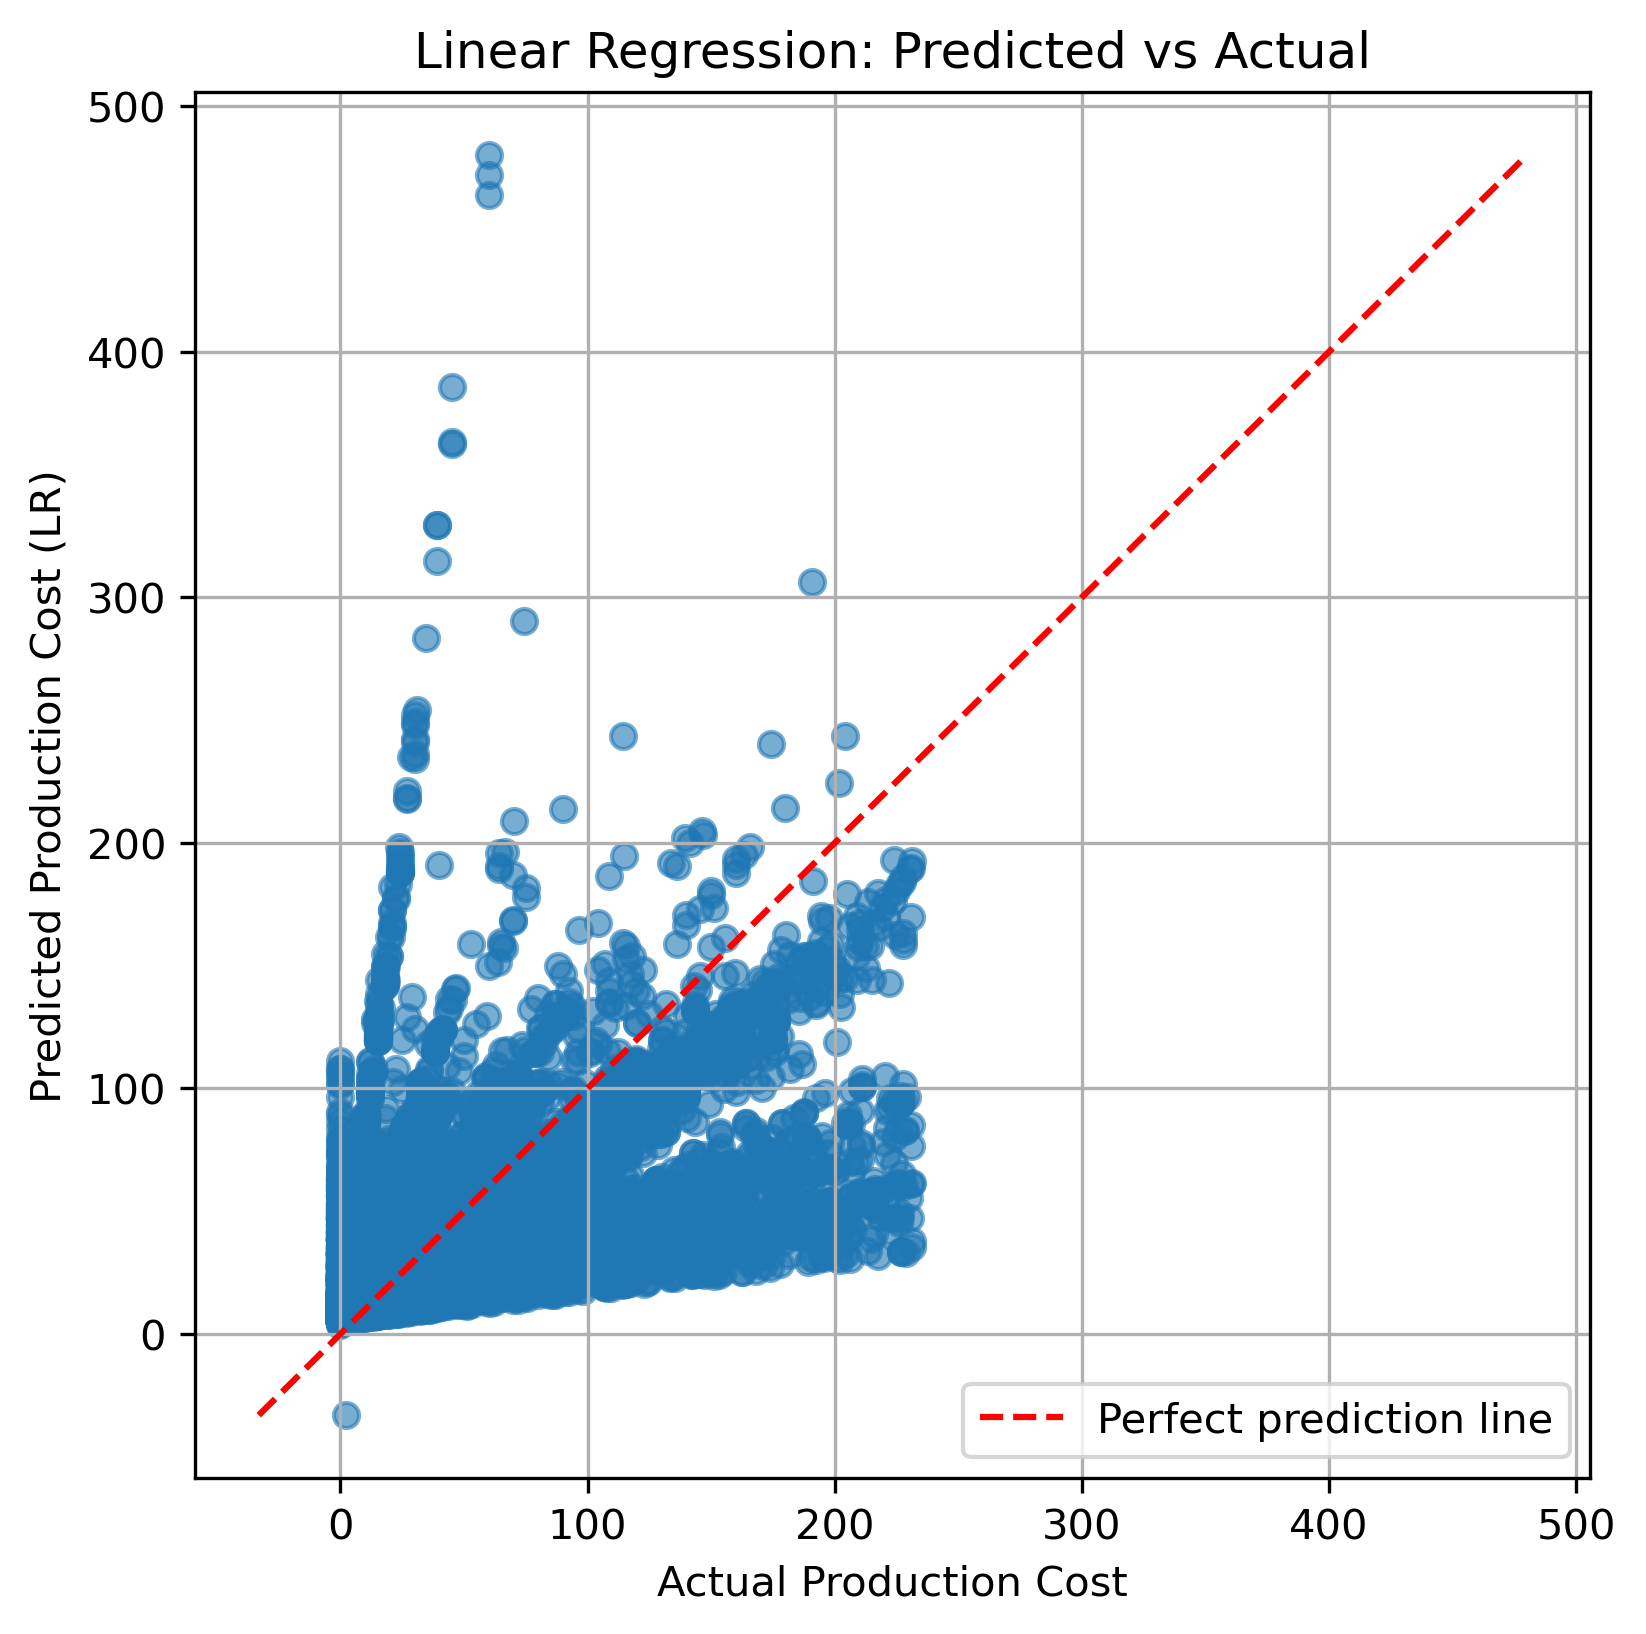 Linear Regression: Predicted vs Actual
500
400
300
200
100
0
Predicted Production Cost (LR)
Perfect prediction line
0 100 200 300 400 500
Actual Production Cost